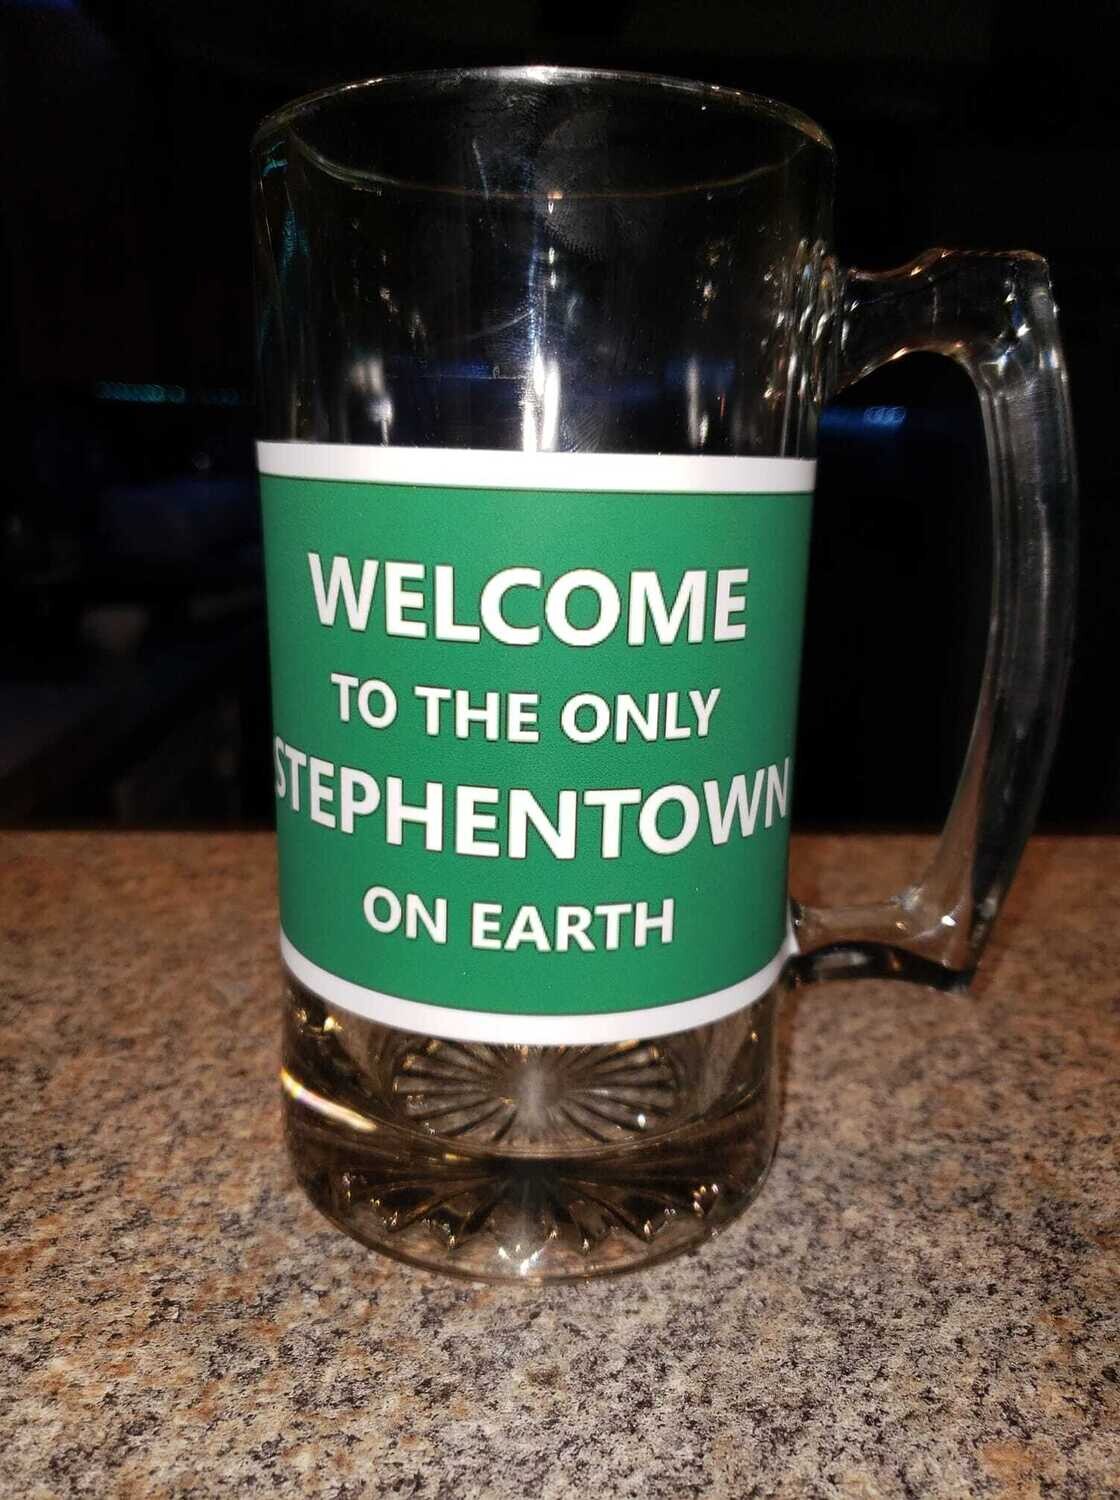 WELCOME
TO THE ONLY
STEPHENTOWN
ON EARTH